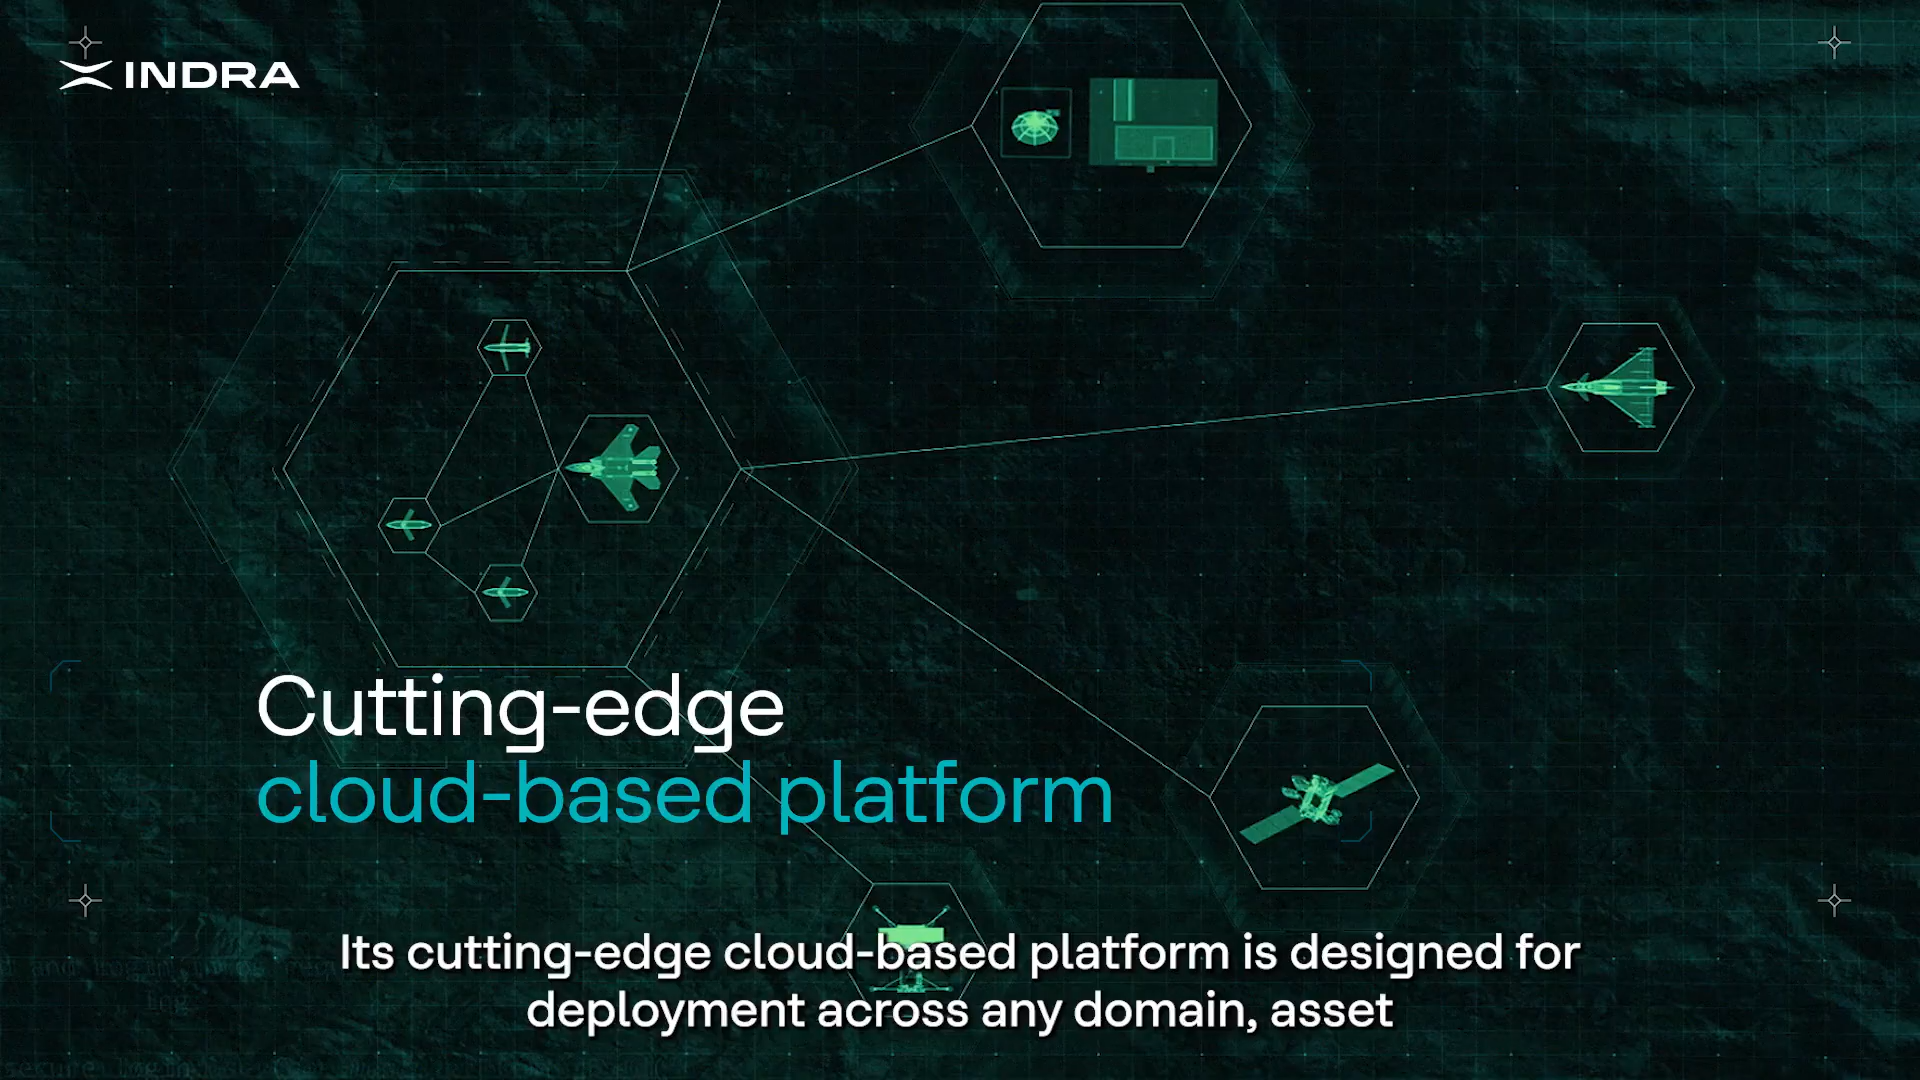 INDRA
Cutting-edge
cloud-based platform
Its cutting-edge cloud-based platform is designed for
deployment across any domain, asset